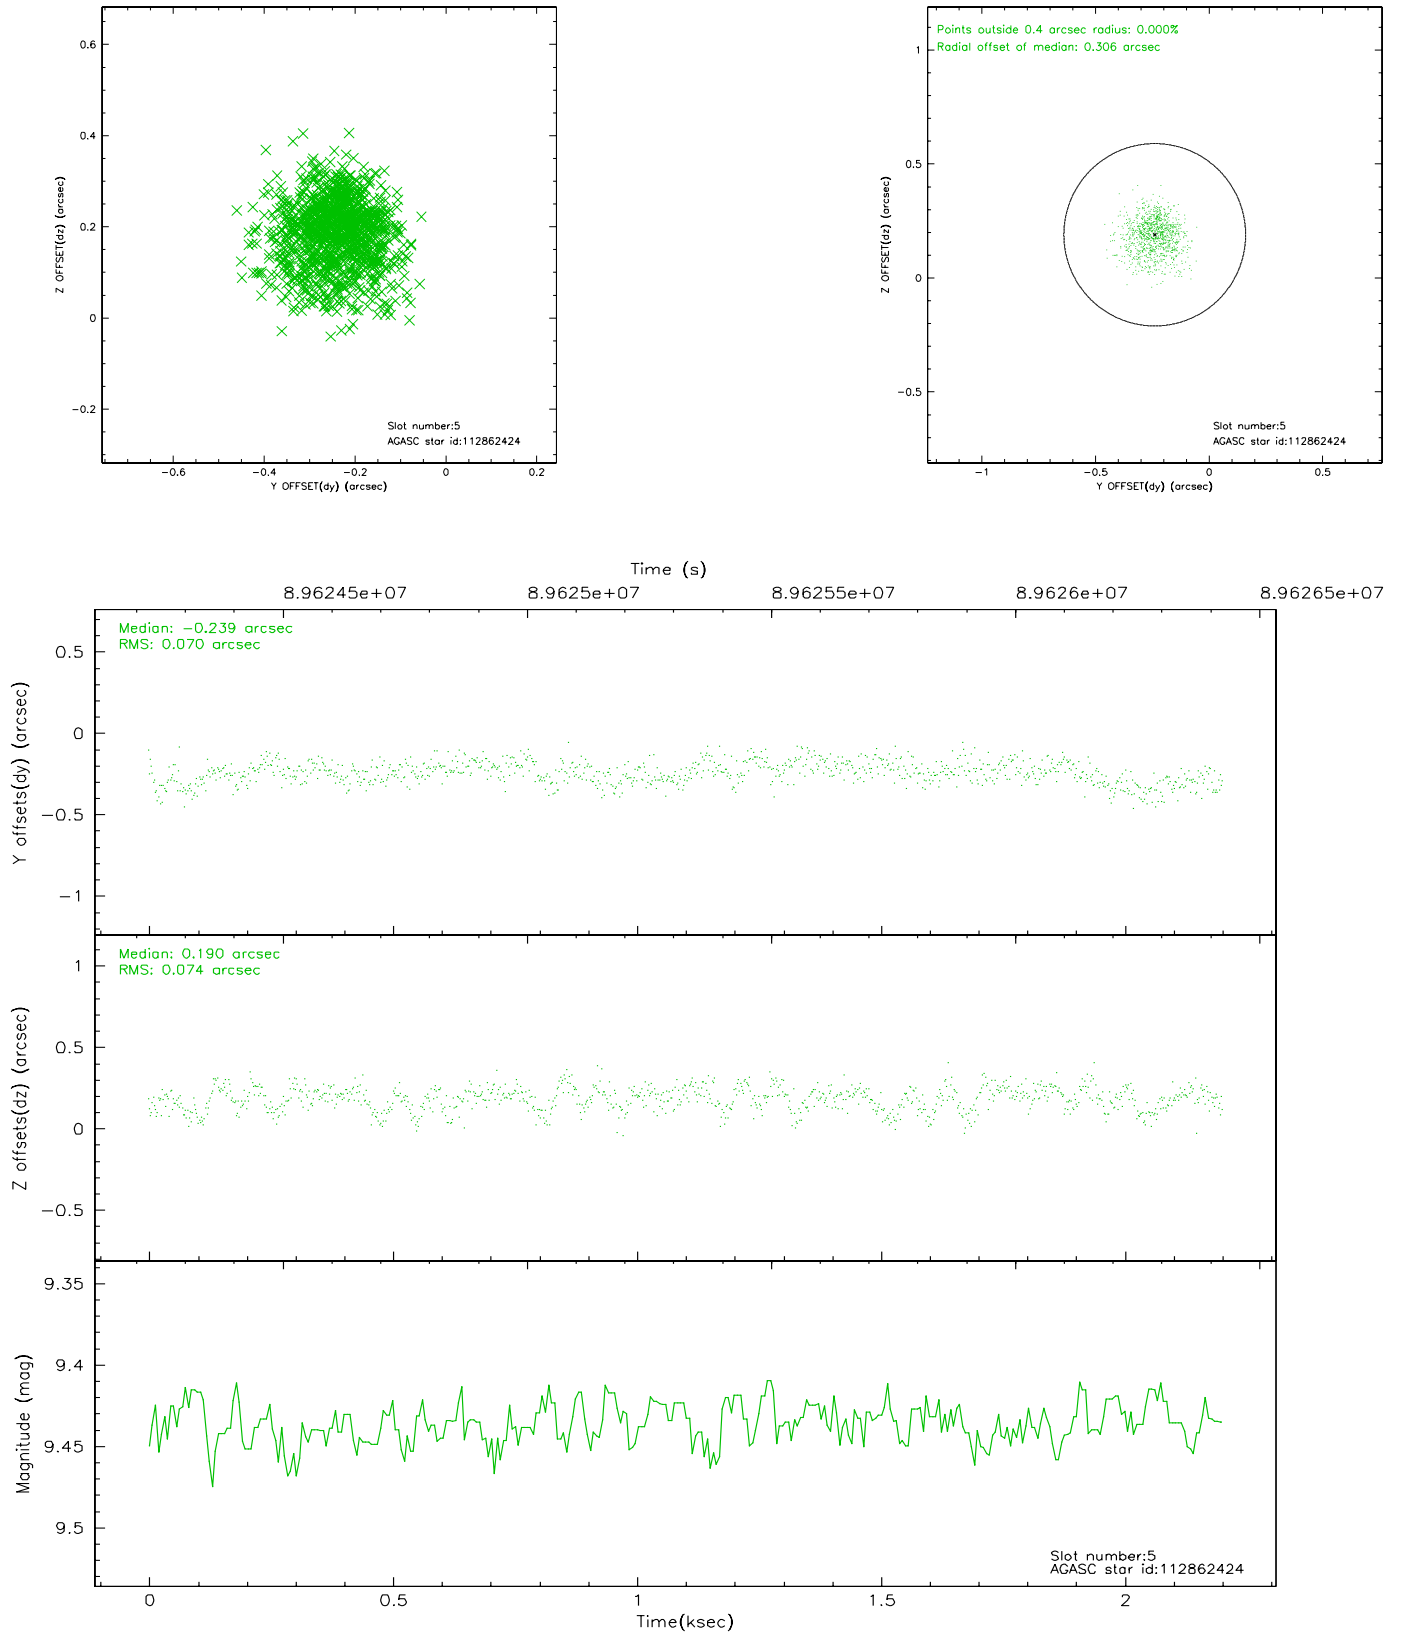 0.6
0.4
0.2
0
−0.2
Z OFFSET(dz) (arcsec)
−0.6
−0.4
−0.2
0
0.2
Y OFFSET(dy) (arcsec)
Slot number:5
AGASC star id:112862424
Points outside 0.4 arcsec radius: 0.000%
Radial offset of median: 0.306 arcsec
1
0.5
0
−0.5
Z OFFSET(dz) (arcsec)
−1
−0.5
0
0.5
Y OFFSET(dy) (arcsec)
Slot number:5
AGASC star id:112862424
Time (s)
8.96245e+07
8.9625e+07
8.96255e+07
8.9626e+07
8.96265e+07
Median: −0.239 arcsec
RMS: 0.070 arcsec
0.5
0
−0.5
−1
Y offsets(dy) (arcsec)
Median: 0.190 arcsec
RMS: 0.074 arcsec
1
0.5
0
−0.5
Z offsets(dz) (arcsec)
9.35
9.4
9.45
9.5
Magnitude (mag)
Slot number:5
AGASC star id:112862424
0
0.5
1
1.5
2
Time(ksec)